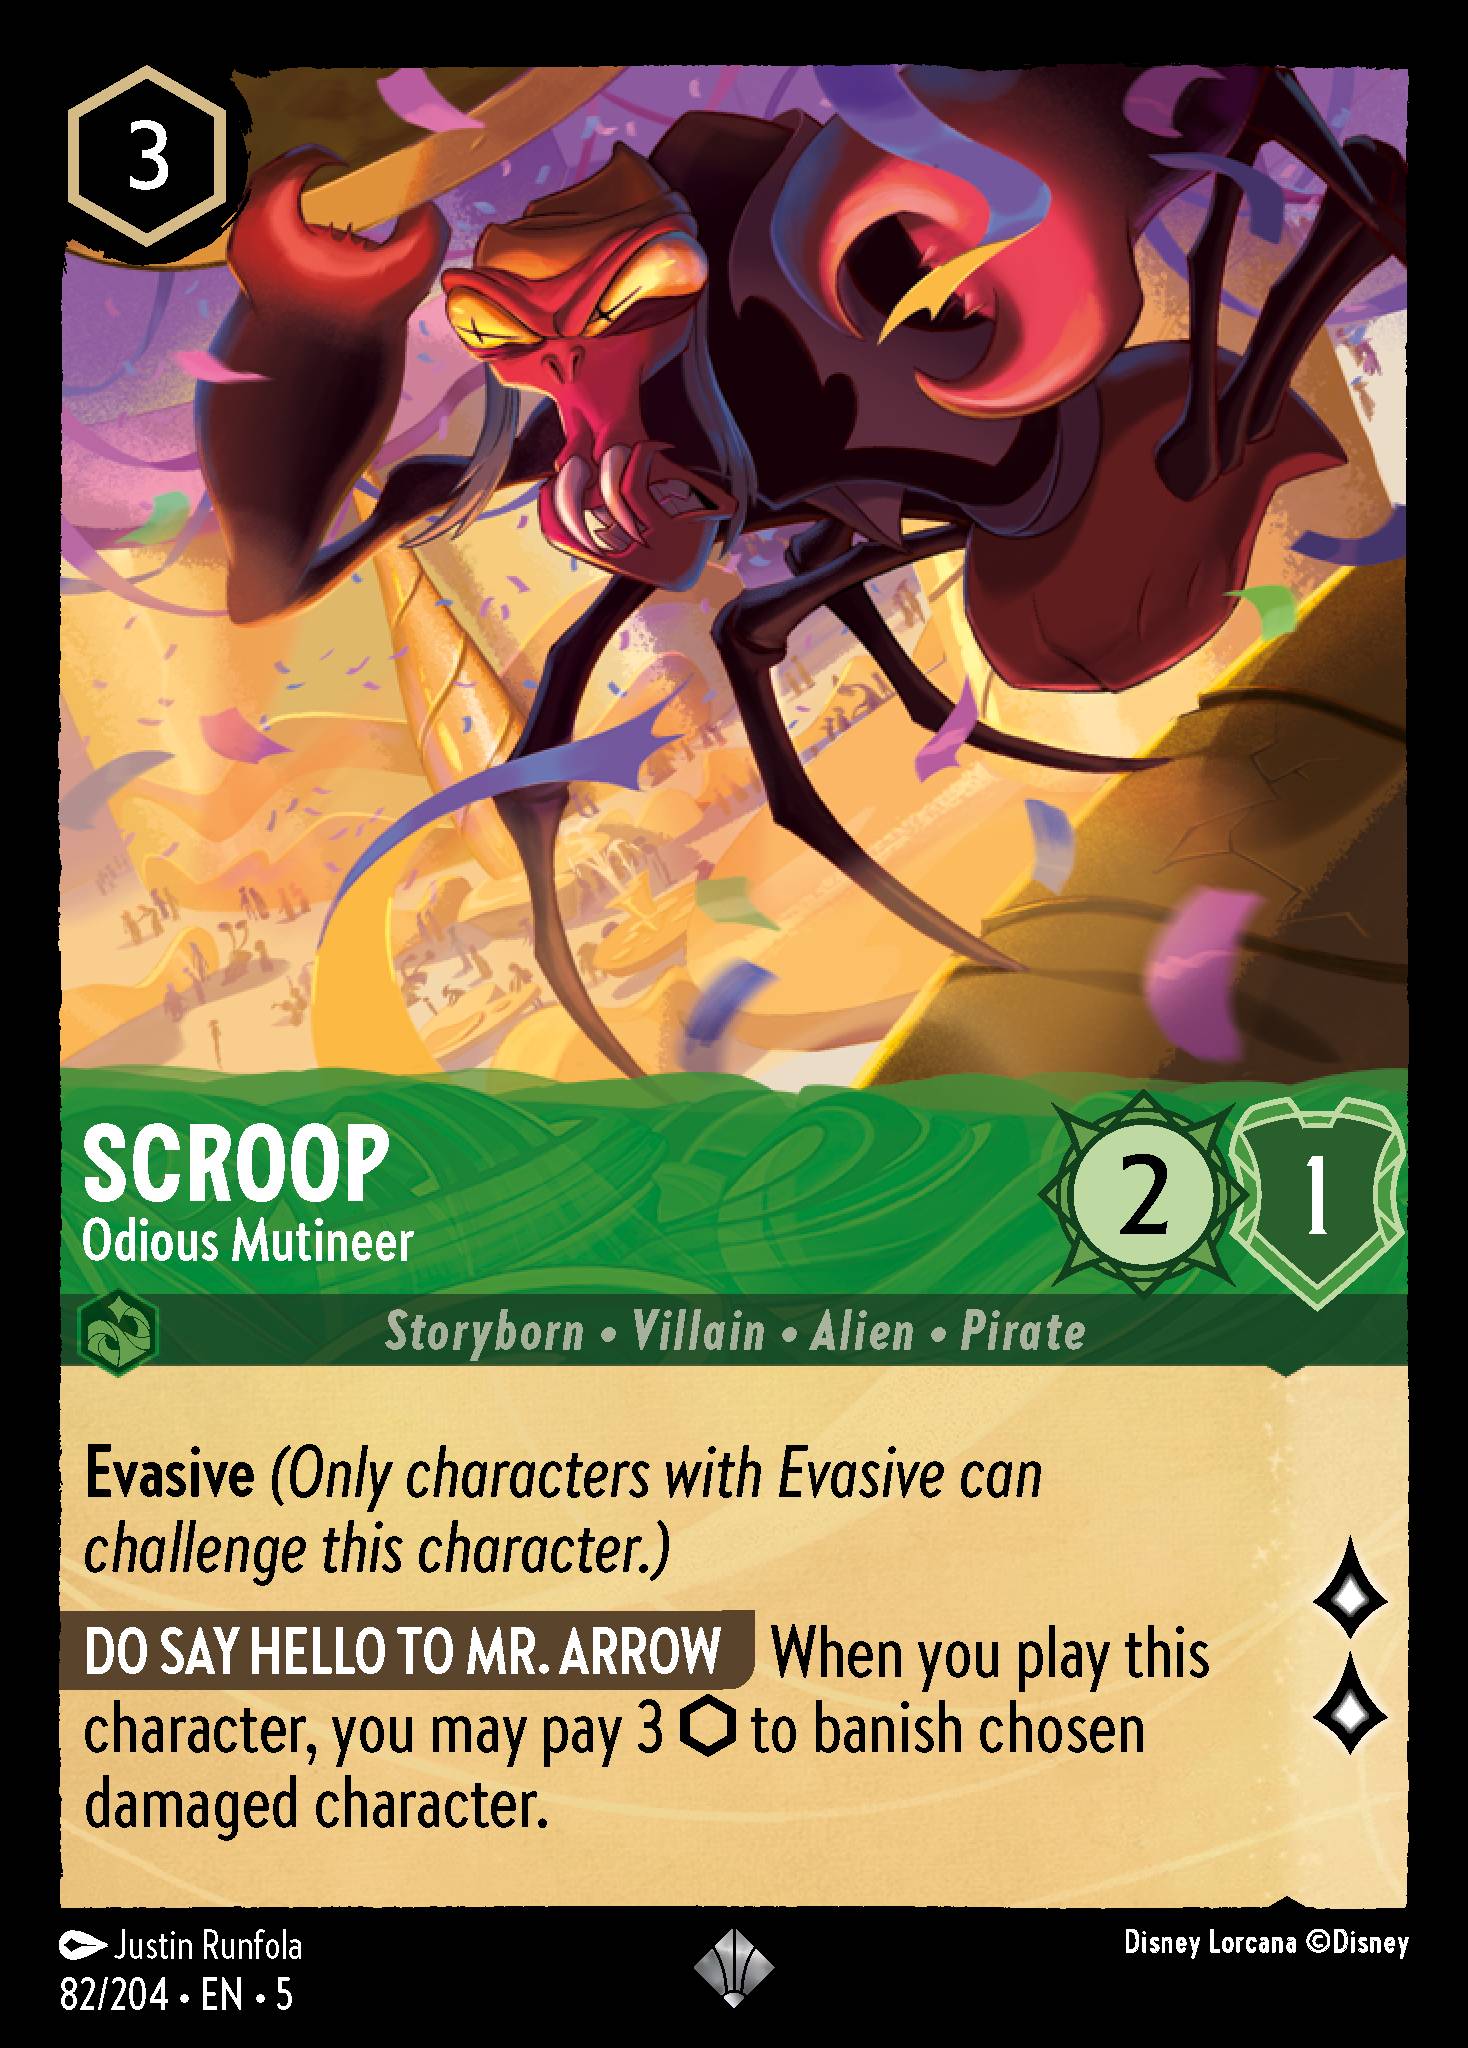 3
SCROOP
Odious Mutineer
2
1
Storyborn • Villain • Alien • Pirate
Evasive (Only characters with Evasive can
challenge this character.)
DO SAY HELLO TO MR. ARROW When you play this
character, you may pay 3 ⬡ to banish chosen
damaged character.
Justin Runfola
82/204 • EN • 5
Disney Lorcana ©Disney